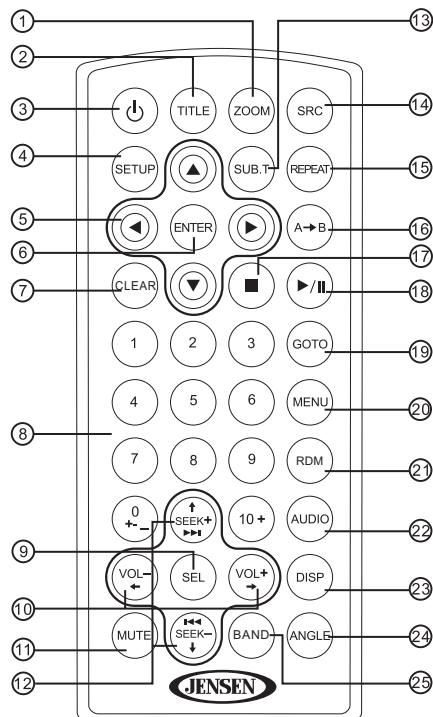 1
13
2
3
TITLE
ZOOM
SRC
14
4
SETUP
SUB.T
REPEAT
15
5
ENTER
A→B
16
6
17
7
CLEAR
▶/II
18
1
2
3
GOTO
19
4
5
6
MENU
20
8
7
8
9
RDM
21
0
+-_
SEEK+
10 +
AUDIO
22
9
VOL-
SEL
VOL+
DISP
23
10
11
MUTE
SEEK-
BAND
ANGLE
24
12
JENSEN
25